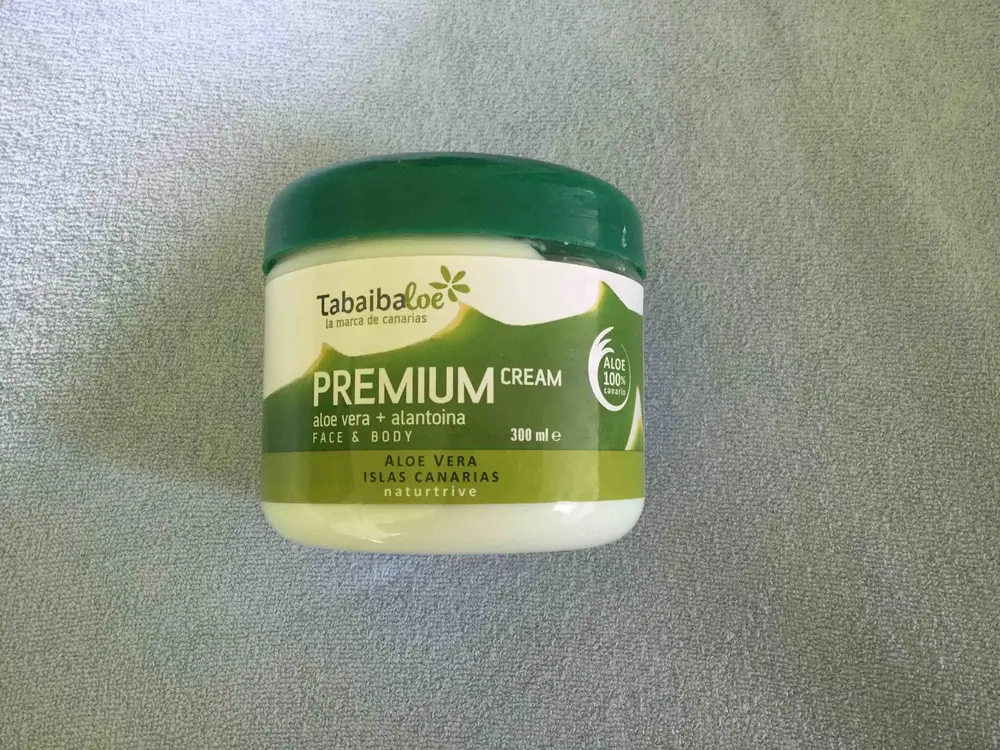 Tabaibaloe
la marca de canarias
PREMIUM CREAM
aloe vera + alantoina
FACE & BODY
300 ml e
ALOE
100%
canario
ALOE VERA
ISLAS CANARIAS
naturtrive